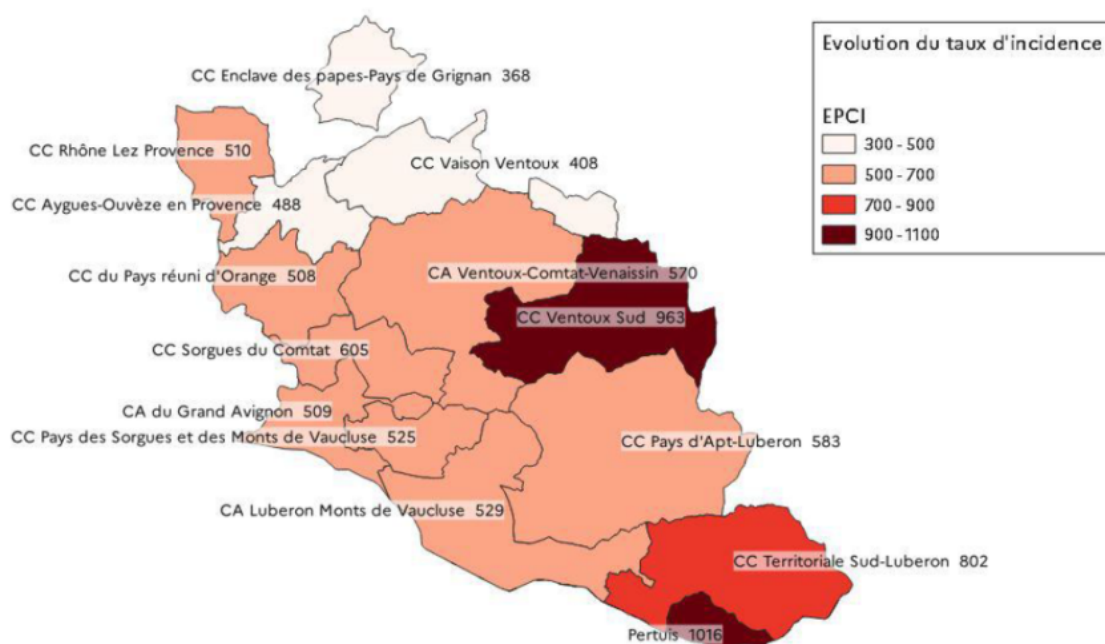 Evolution du taux d'incidence
EPCI
300 - 500
500 - 700
700 - 900
900 - 1100
CC Enclave des papes-Pays de Grignan 368
CC Rhône Lez Provence 510
CC Vaison Ventoux 408
CC Aygues-Ouvèze en Provence 488
CC du Pays réuni d'Orange 508
CA Ventoux-Comtat-Venaissin 570
CC Ventoux Sud 963
CC Sorgues du Comtat 605
CA du Grand Avignon 509
CC Pays des Sorgues et des Monts de Vaucluse 525
CC Pays d'Apt-Luberon 583
CA Luberon Monts de Vaucluse 529
CC Territoriale Sud-Luberon 802
Pertuis 1016